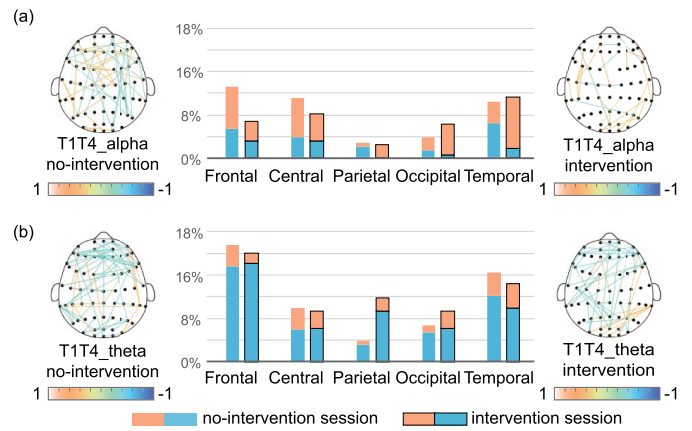 (a)
18%
16%
8%
0%
Frontal Central Parietal Occipital Temporal
T1T4_alpha
no-intervention
1 -1
T1T4_alpha
intervention
1 -1
(b)
18%
16%
8%
0%
Frontal Central Parietal Occipital Temporal
T1T4_theta
no-intervention
1 -1
T1T4_theta
intervention
1 -1
no-intervention session intervention session